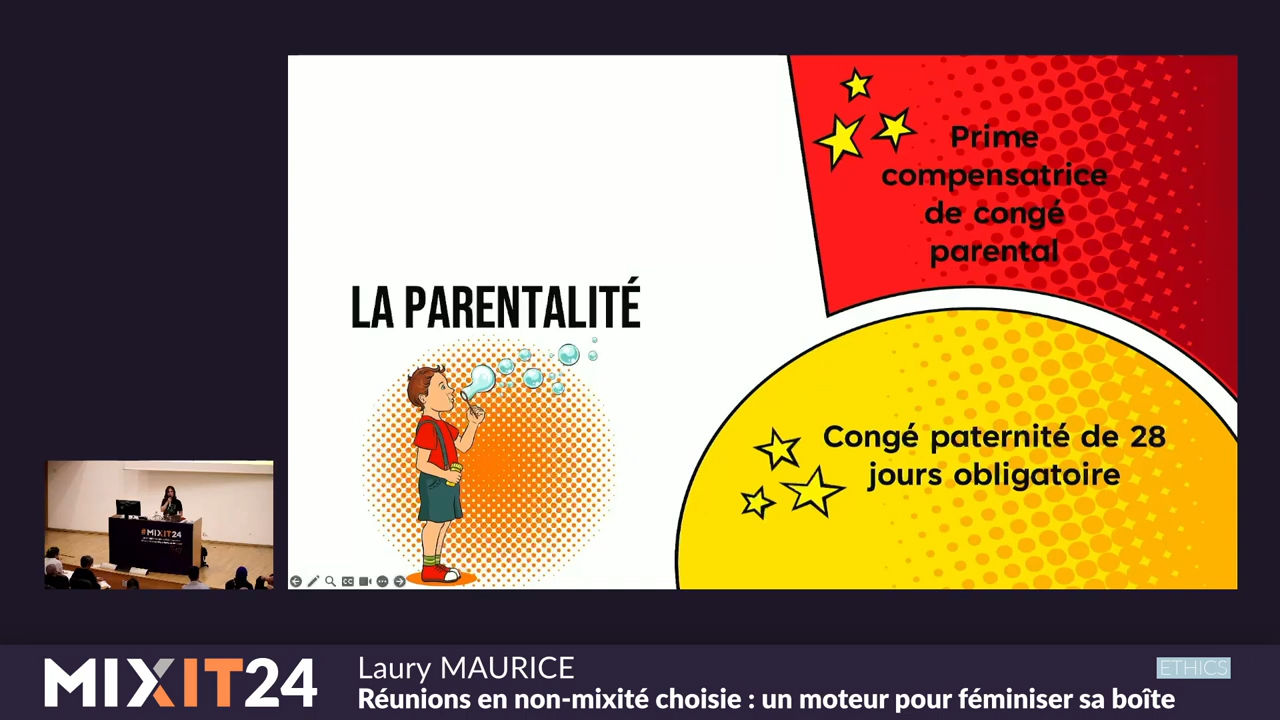 Prime
compensatrice
de congé
parental
LA PARENTALITÉ
Congé paternité de 28
jours obligatoire
#MIXIT24
MIXIT24
Laury MAURICE
Réunions en non-mixité choisie : un moteur pour féminiser sa boîte
ETHICS